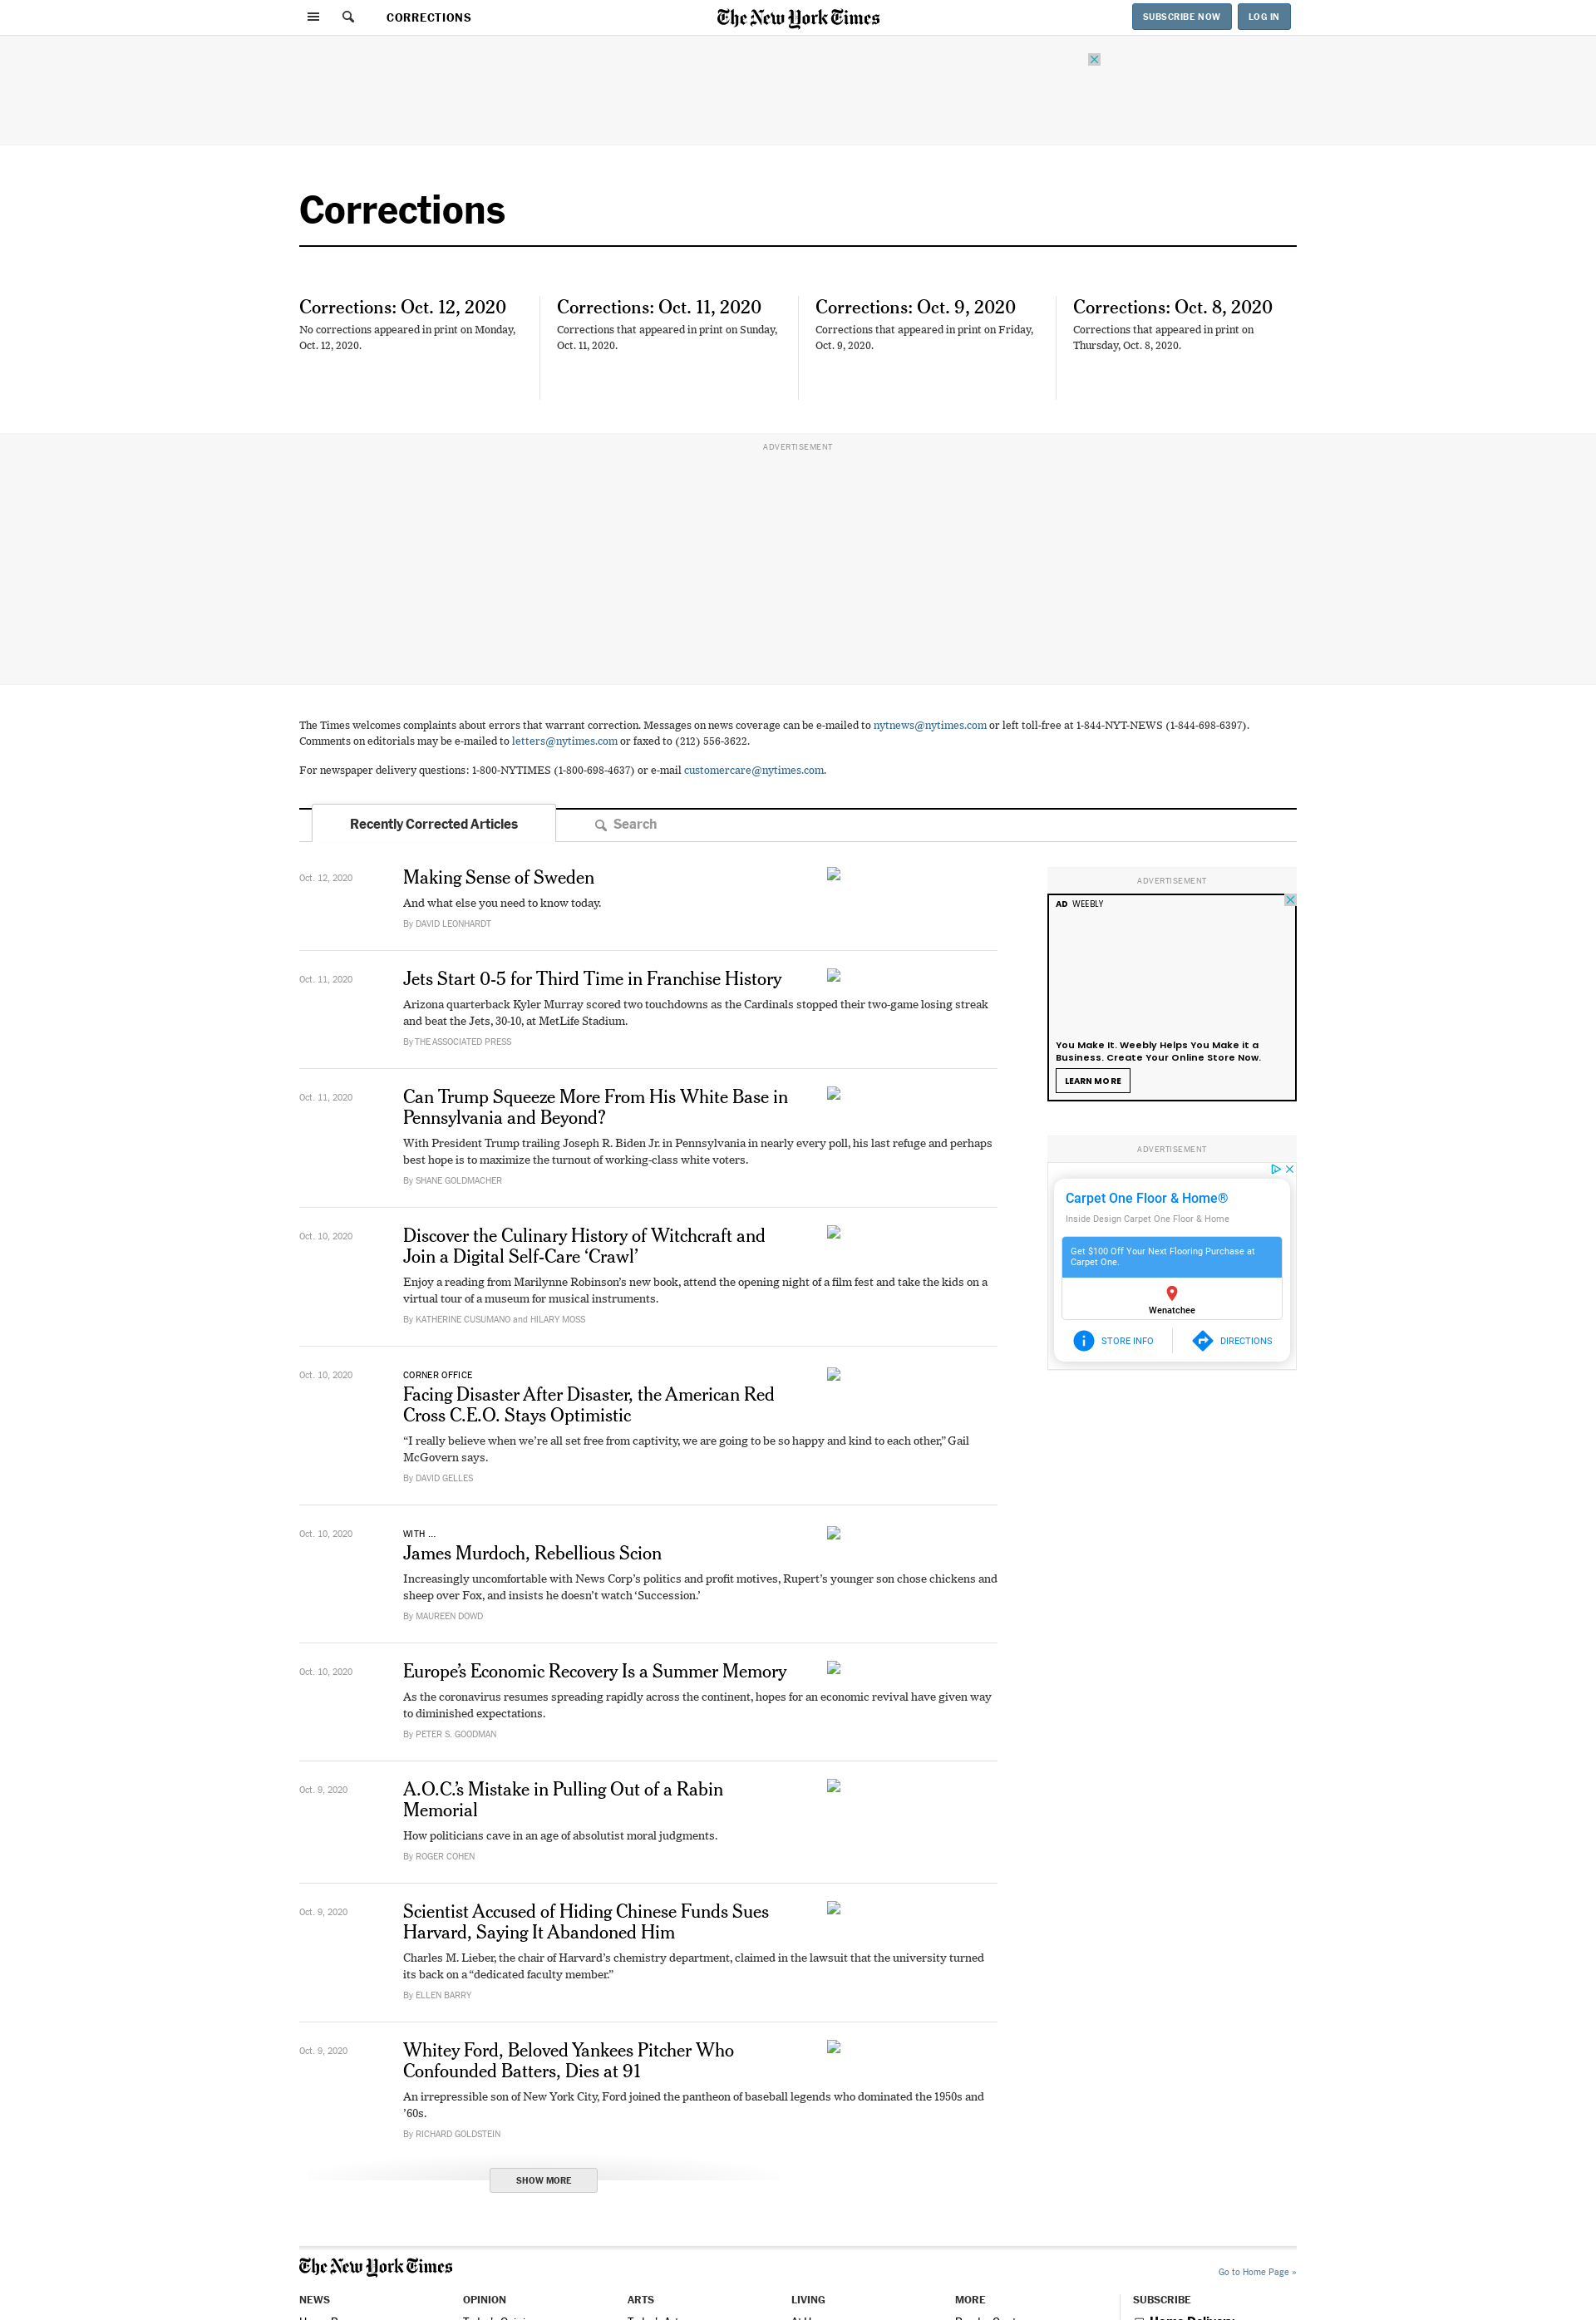 CORRECTIONS
The New York Times
SUBSCRIBE NOW
LOG IN
Corrections
Corrections: Oct. 12, 2020
No corrections appeared in print on Monday,
Oct. 12, 2020.
Corrections: Oct. 11, 2020
Corrections that appeared in print on Sunday,
Oct. 11, 2020.
Corrections: Oct. 9, 2020
Corrections that appeared in print on Friday,
Oct. 9, 2020.
Corrections: Oct. 8, 2020
Corrections that appeared in print on
Thursday, Oct. 8, 2020.
ADVERTISEMENT
The Times welcomes complaints about errors that warrant correction. Messages on news coverage can be e-mailed to nytnews@nytimes.com or left toll-free at 1-844-NYT-NEWS (1-844-698-6397).
Comments on editorials may be e-mailed to letters@nytimes.com or faxed to (212) 556-3622.
For newspaper delivery questions: 1-800-NYTIMES (1-800-698-4637) or e-mail customercare@nytimes.com.
Recently Corrected Articles
Search
Oct. 12, 2020
Making Sense of Sweden
And what else you need to know today.
By DAVID LEONHARDT
Oct. 11, 2020
Jets Start 0-5 for Third Time in Franchise History
Arizona quarterback Kyler Murray scored two touchdowns as the Cardinals stopped their two-game losing streak
and beat the Jets, 30-10, at MetLife Stadium.
By THE ASSOCIATED PRESS
Oct. 11, 2020
Can Trump Squeeze More From His White Base in
Pennsylvania and Beyond?
With President Trump trailing Joseph R. Biden Jr. in Pennsylvania in nearly every poll, his last refuge and perhaps
best hope is to maximize the turnout of working-class white voters.
By SHANE GOLDMACHER
Oct. 10, 2020
Discover the Culinary History of Witchcraft and
Join a Digital Self-Care ‘Crawl’
Enjoy a reading from Marilynne Robinson’s new book, attend the opening night of a film fest and take the kids on a
virtual tour of a museum for musical instruments.
By KATHERINE CUSUMANO and HILARY MOSS
Oct. 10, 2020
CORNER OFFICE
Facing Disaster After Disaster, the American Red
Cross C.E.O. Stays Optimistic
“I really believe when we’re all set free from captivity, we are going to be so happy and kind to each other,” Gail
McGovern says.
By DAVID GELLES
Oct. 10, 2020
WITH ...
James Murdoch, Rebellious Scion
Increasingly uncomfortable with News Corp’s politics and profit motives, Rupert’s younger son chose chickens and
sheep over Fox, and insists he doesn’t watch ‘Succession.’
By MAUREEN DOWD
Oct. 10, 2020
Europe’s Economic Recovery Is a Summer Memory
As the coronavirus resumes spreading rapidly across the continent, hopes for an economic revival have given way
to diminished expectations.
By PETER S. GOODMAN
Oct. 9, 2020
A.O.C.’s Mistake in Pulling Out of a Rabin
Memorial
How politicians cave in an age of absolutist moral judgments.
By ROGER COHEN
Oct. 9, 2020
Scientist Accused of Hiding Chinese Funds Sues
Harvard, Saying It Abandoned Him
Charles M. Lieber, the chair of Harvard’s chemistry department, claimed in the lawsuit that the university turned
its back on a “dedicated faculty member.”
By ELLEN BARRY
Oct. 9, 2020
Whitey Ford, Beloved Yankees Pitcher Who
Confounded Batters, Dies at 91
An irrepressible son of New York City, Ford joined the pantheon of baseball legends who dominated the 1950s and
’60s.
By RICHARD GOLDSTEIN
SHOW MORE
ADVERTISEMENT
AD WEEBLY
You Make It. Weebly Helps You Make it a
Business. Create Your Online Store Now.
LEARN MORE
ADVERTISEMENT
Carpet One Floor & Home®
Inside Design Carpet One Floor & Home
Get $100 Off Your Next Flooring Purchase at
Carpet One.
Wenatchee
STORE INFO
DIRECTIONS
The New York Times
Go to Home Page »
NEWS
OPINION
ARTS
LIVING
MORE
SUBSCRIBE